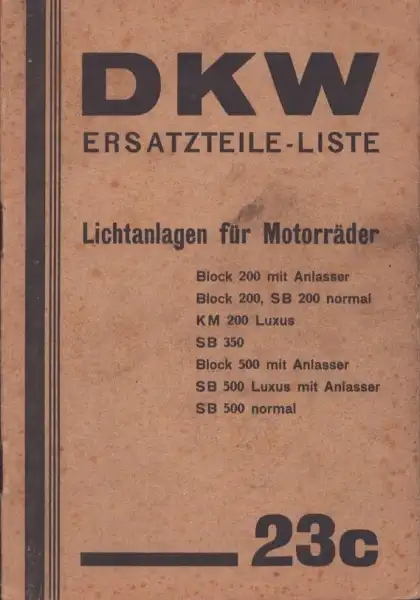 DKW
ERSATZTEILE-LISTE
Lichtanlagen für Motorräder
Block 200 mit Anlasser
Block 200, SB 200 normal
KM 200 Luxus
SB 350
Block 500 mit Anlasser
SB 500 Luxus mit Anlasser
SB 500 normal
23c